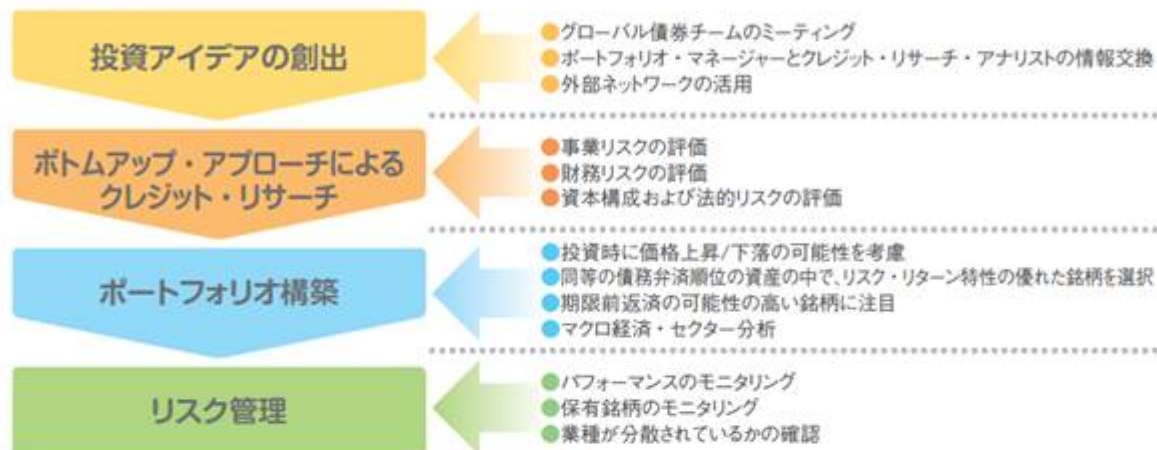 投資アイデアの創出
●グローバル債券チームのミーティング
●ポートフォリオ・マネージャーとクレジット・リサーチ・アナリストの情報交換
●外部ネットワークの活用
ボトムアップ・アプローチによる
クレジット・リサーチ
●事業リスクの評価
●財務リスクの評価
●資本構成および法的リスクの評価
ポートフォリオ構築
●投資時に価格上昇/下落の可能性を考慮
●同等の債務弁済順位の資産の中で、リスク・リターン特性の優れた銘柄を選択
●期限前返済の可能性の高い銘柄に注目
●マクロ経済・セクター分析
リスク管理
●パフォーマンスのモニタリング
●保有銘柄のモニタリング
●業種が分散されているかの確認